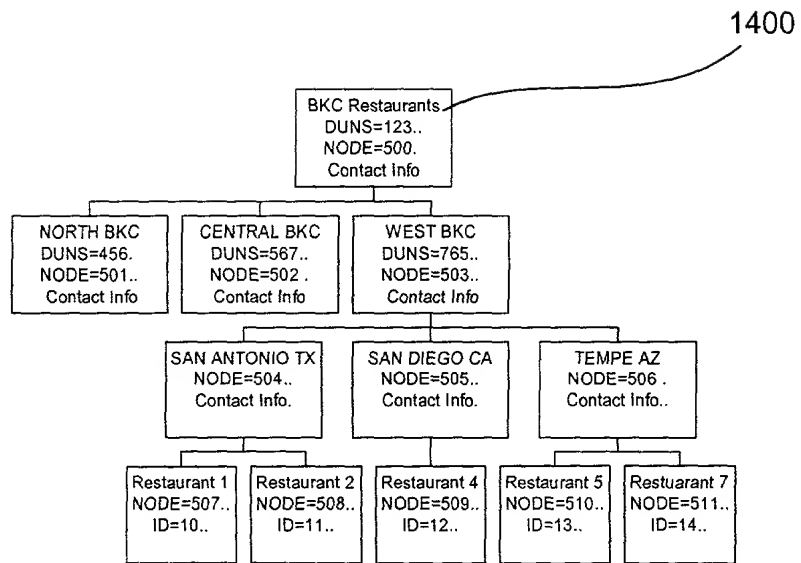 1400
BKC Restaurants
DUNS=123..
NODE=500.
Contact Info
NORTH BKC
DUNS=456.
NODE=501..
Contact Info
CENTRAL BKC
DUNS=567..
NODE=502 .
Contact Info
WEST BKC
DUNS=765..
NODE=503..
Contact Info
SAN ANTONIO TX
NODE=504..
Contact Info.
SAN DIEGO CA
NODE=505..
Contact Info.
TEMPE AZ
NODE=506 .
Contact Info..
Restaurant 1
NODE=507..
ID=10..
Restaurant 2
NODE=508..
ID=11..
Restaurant 4
NODE=509..
ID=12..
Restaurant 5
NODE=510..
ID=13..
Restuarant 7
NODE=511..
ID=14..